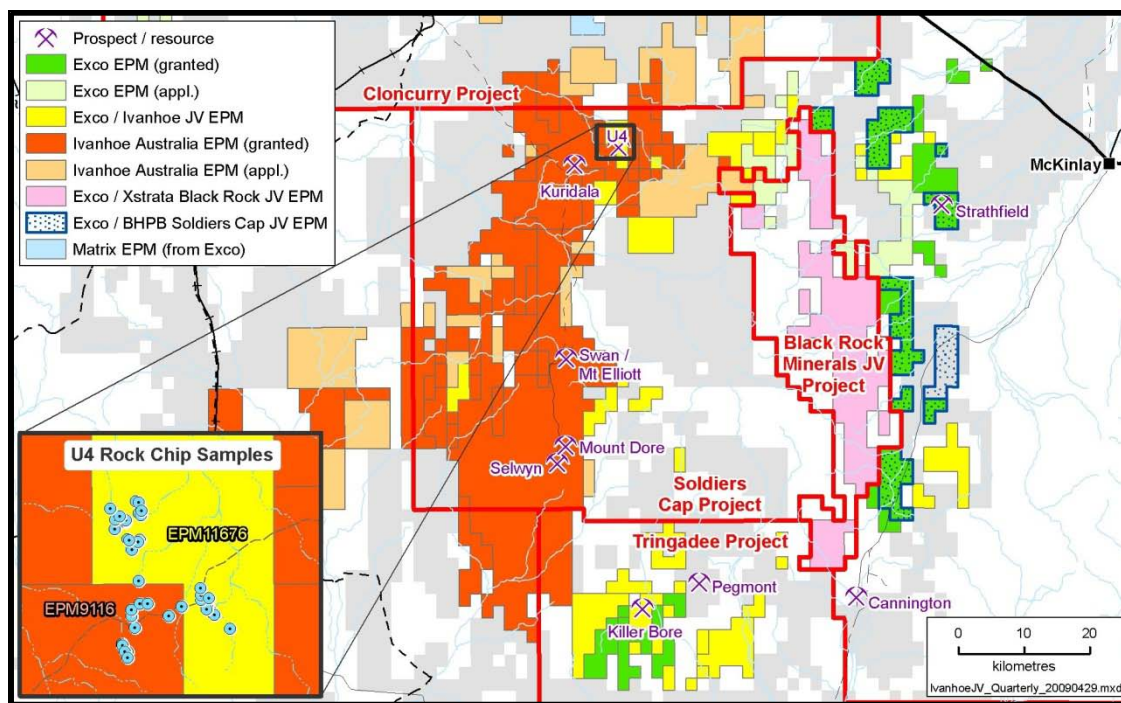 Prospect / resource
Exco EPM (granted)
Exco EPM (appl.)
Exco / Ivanhoe JV EPM
Ivanhoe Australia EPM (granted)
Ivanhoe Australia EPM (appl.)
Exco / Xstrata Black Rock JV EPM
Exco / BHPB Soldiers Cap JV EPM
Matrix EPM (from Exco)
Cloncurry Project
U4
Kuridala
McKinlay
Strathfield
Swan /
Mt Elliott
Black Rock
Minerals JV
Project
Mount Dore
Selwyn
Soldiers
Cap Project
Tringadee Project
Pegmont
Cannington
Killer Bore
U4 Rock Chip Samples
EPM11676
EPM9116
0 10 20
kilometres
IvanhoeJV_Quarterly_20090429.mxd